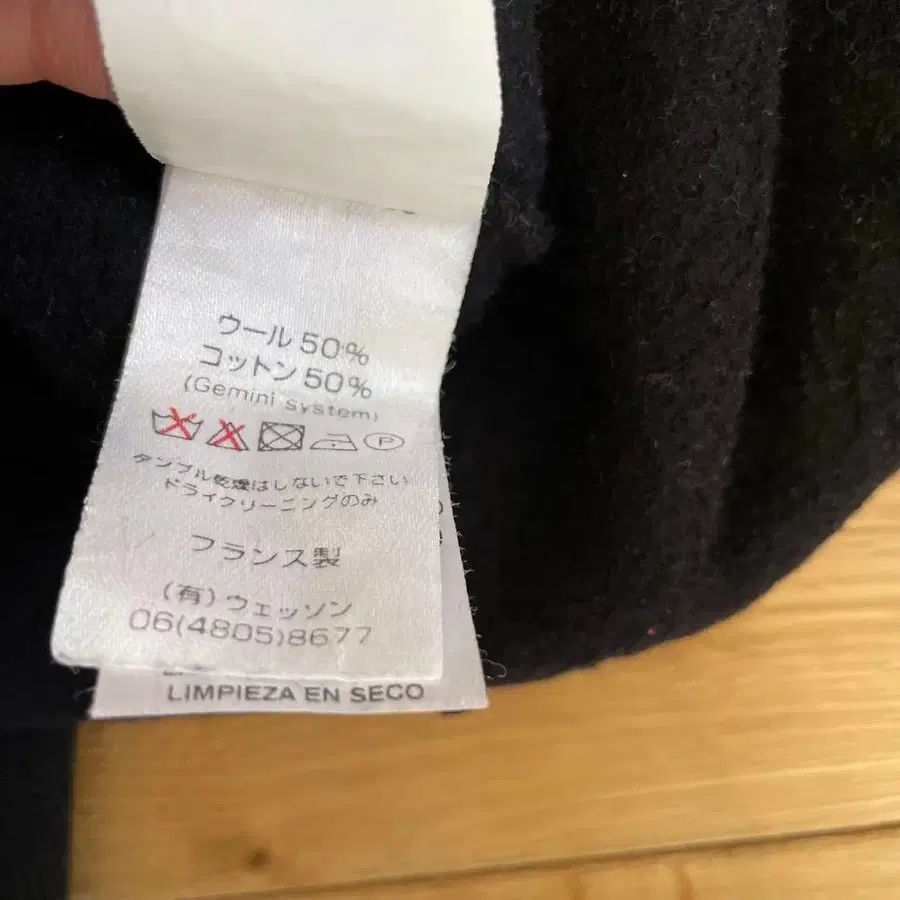 ウール 50%
コットン 50%
(Gemini system)
P
タンブル乾燥はしないで下さい
ドライクリーニングのみ
フランス製
(有) ウェッソン
06(4805)8677
LIMPIEZA EN SECO